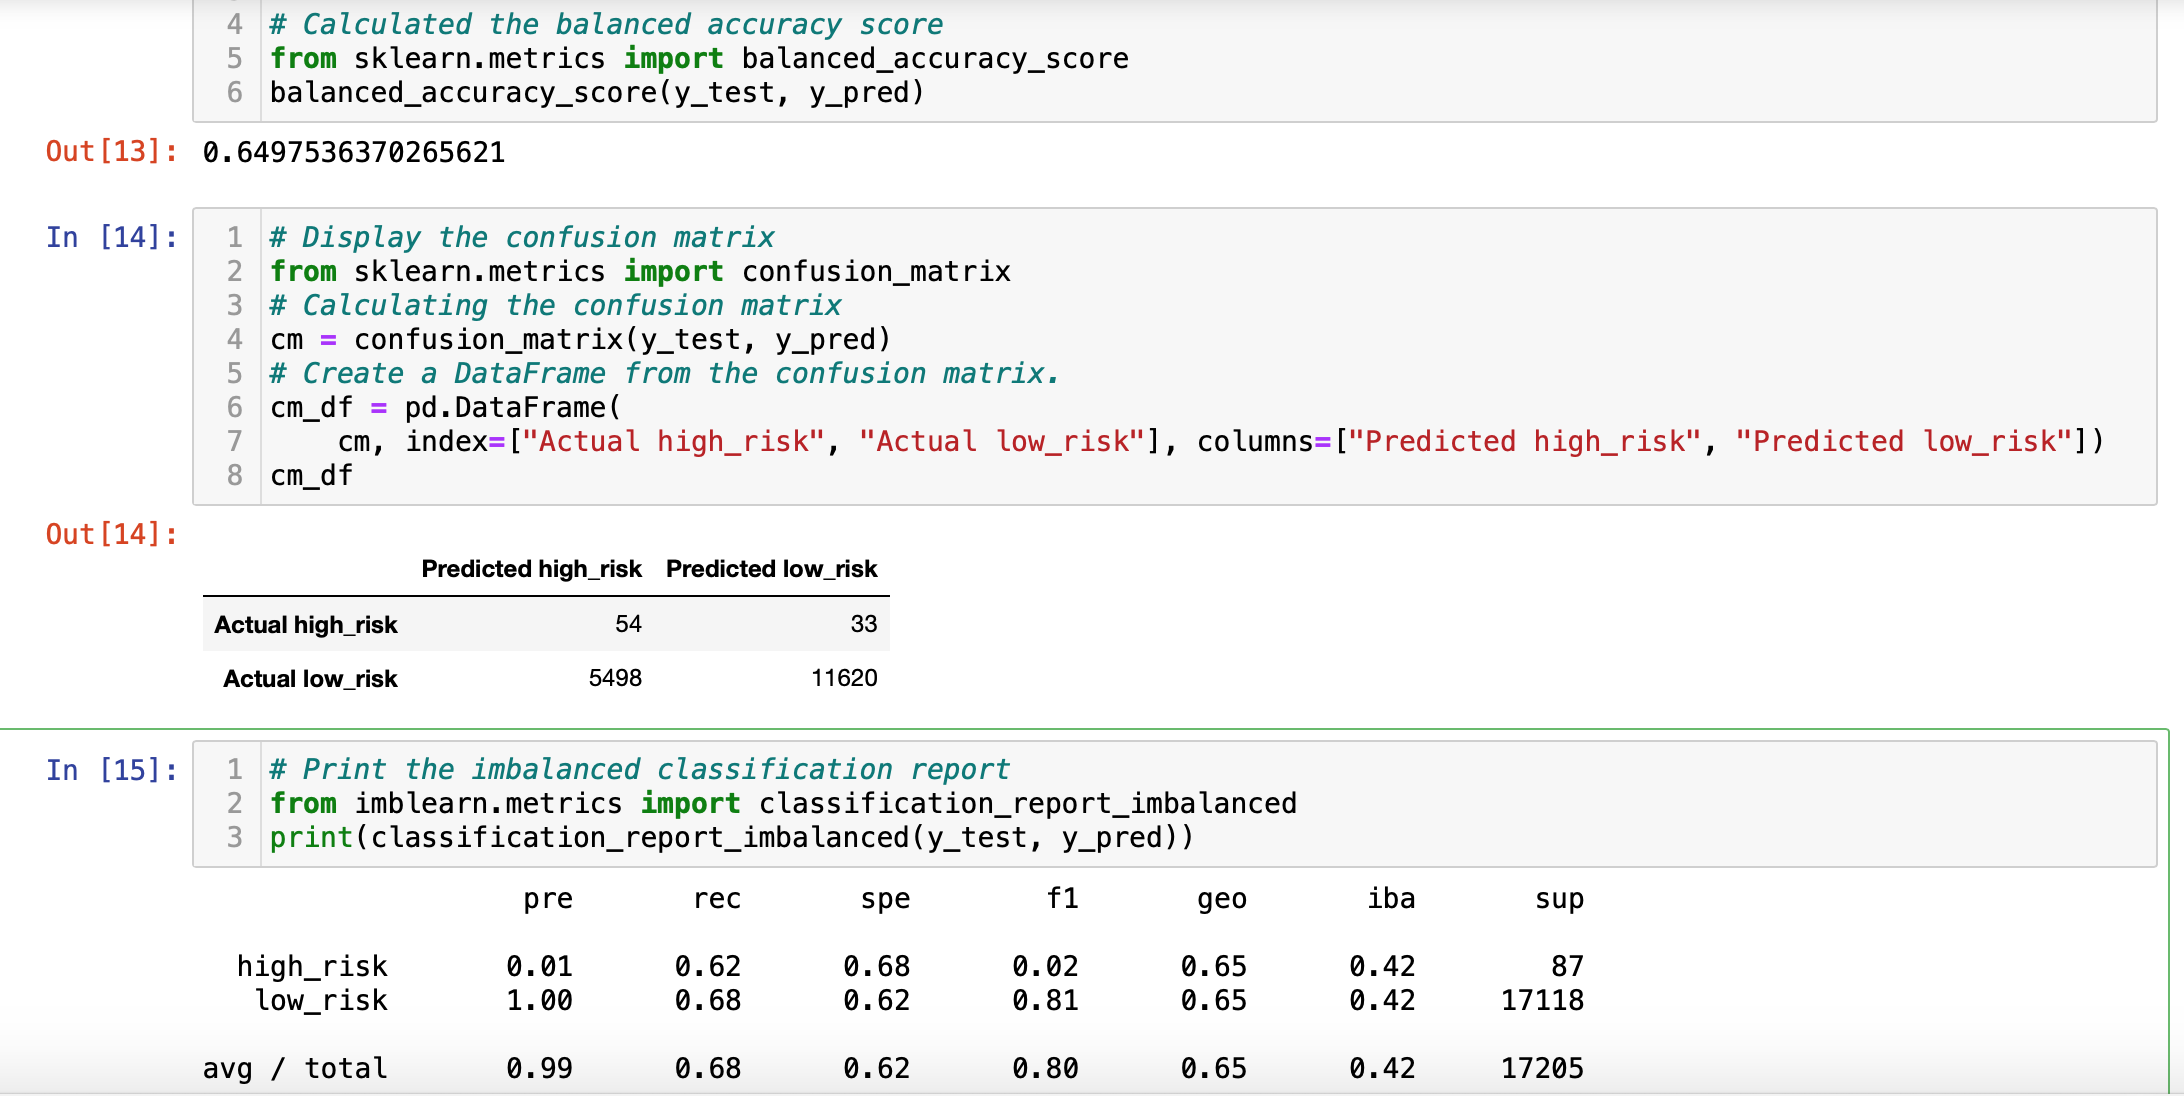 4 # Calculated the balanced accuracy score
5 from sklearn.metrics import balanced_accuracy_score
6 balanced_accuracy_score(y_test, y_pred)
Out[13]: 0.6497536370265621
In [14]: 1 # Display the confusion matrix
2 from sklearn.metrics import confusion_matrix
3 # Calculating the confusion matrix
4 cm = confusion_matrix(y_test, y_pred)
5 # Create a DataFrame from the confusion matrix.
6 cm_df = pd.DataFrame(
7     cm, index=["Actual high_risk", "Actual low_risk"], columns=["Predicted high_risk", "Predicted low_risk"])
8 cm_df
Out[14]:
Predicted high_risk Predicted low_risk
Actual high_risk 54 33
Actual low_risk 5498 11620
In [15]: 1 # Print the imbalanced classification report
2 from imblearn.metrics import classification_report_imbalanced
3 print(classification_report_imbalanced(y_test, y_pred))
pre rec spe f1 geo iba sup
high_risk 0.01 0.62 0.68 0.02 0.65 0.42 87
low_risk 1.00 0.68 0.62 0.81 0.65 0.42 17118
avg / total 0.99 0.68 0.62 0.80 0.65 0.42 17205